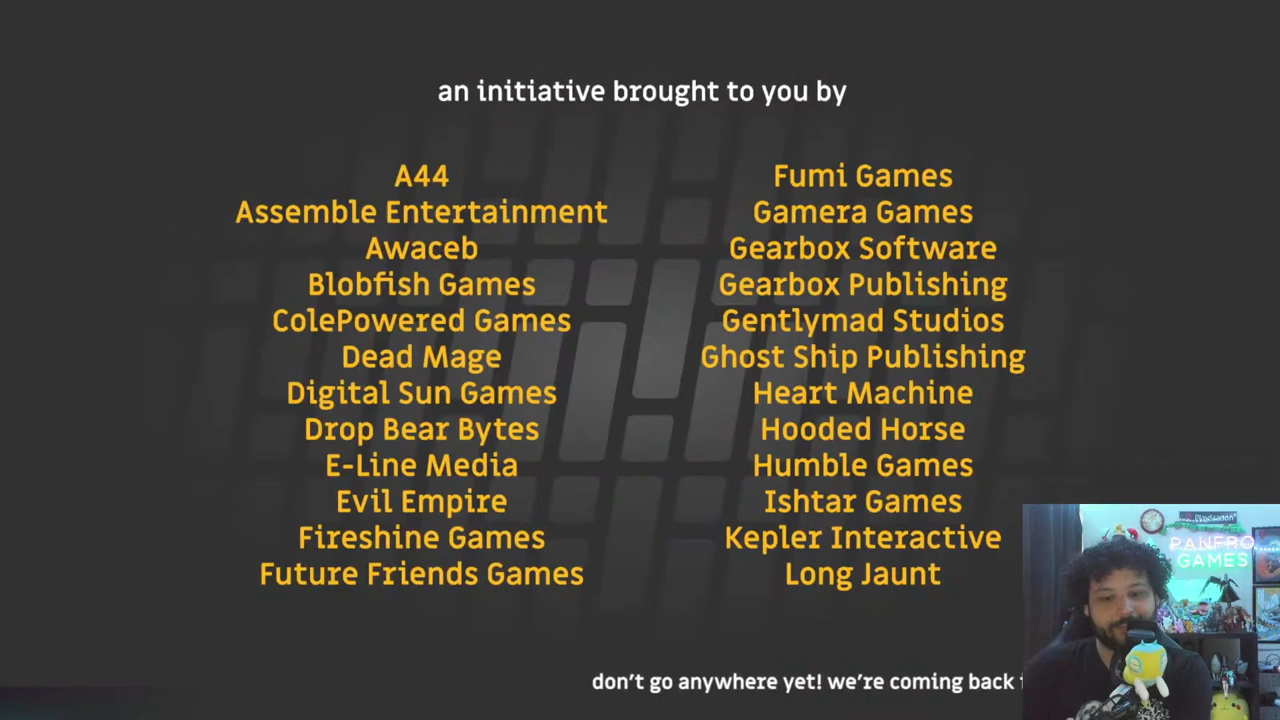 an initiative brought to you by
A44
Assemble Entertainment
Awaceb
Blobfish Games
ColePowered Games
Dead Mage
Digital Sun Games
Drop Bear Bytes
E-Line Media
Evil Empire
Fireshine Games
Future Friends Games
Fumi Games
Gamera Games
Gearbox Software
Gearbox Publishing
Gentlymad Studios
Ghost Ship Publishing
Heart Machine
Hooded Horse
Humble Games
Ishtar Games
Kepler Interactive
Long Jaunt
PlayStation
PANFRO
GAMES
don't go anywhere yet! we're coming back